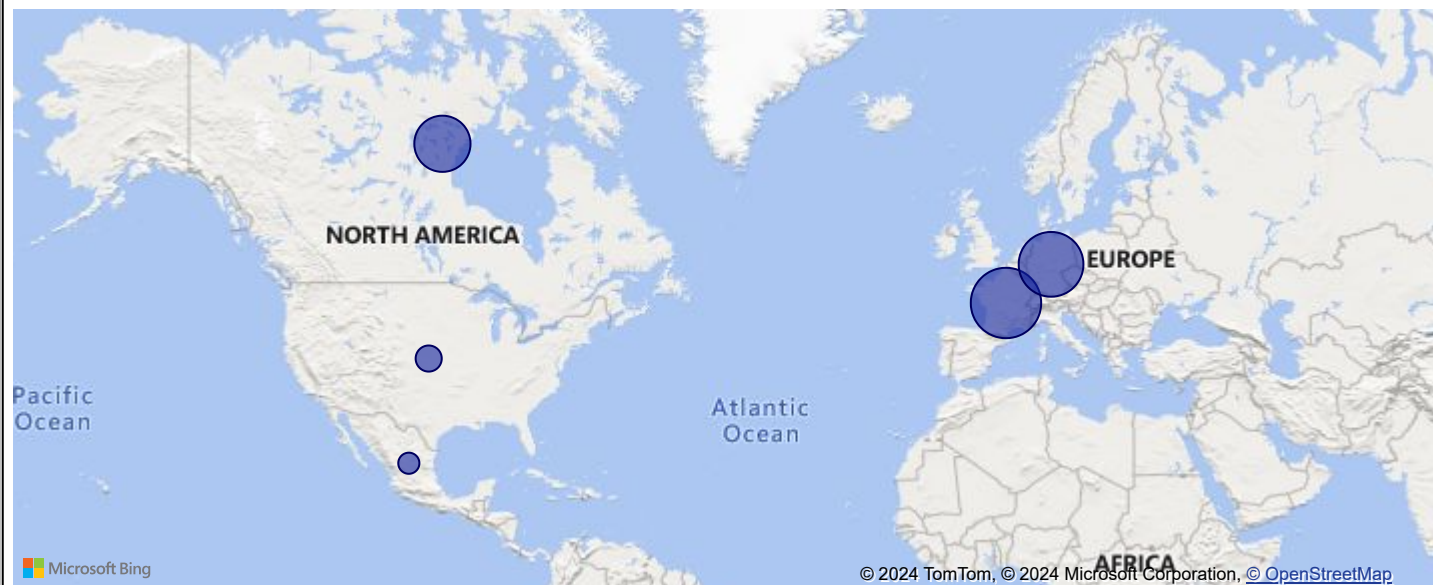 NORTH AMERICA
EUROPE
Pacific
Ocean
Atlantic
Ocean
AFRICA
Microsoft Bing
© 2024 TomTom, © 2024 Microsoft Corporation, © OpenStreetMap